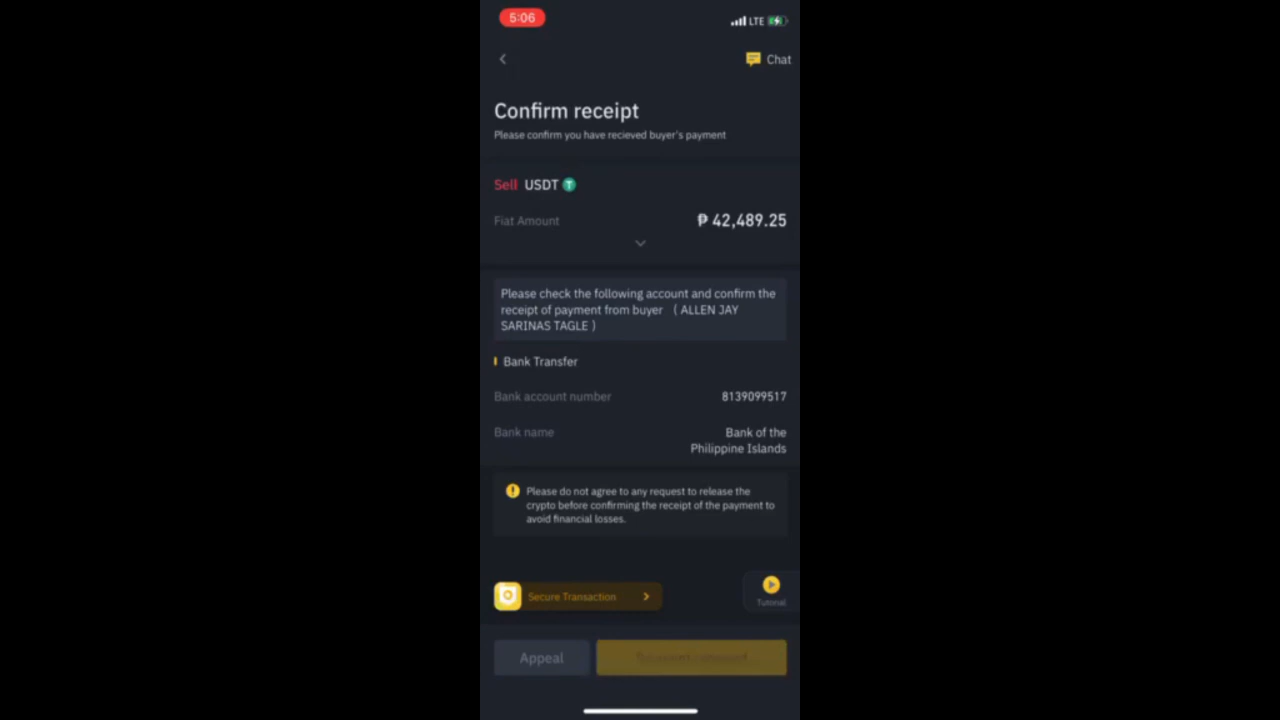 5:06
LTE
Chat
Confirm receipt
Please confirm you have recieved buyer's payment
Sell USDT
Fiat Amount ₱ 42,489.25
Please check the following account and confirm the
receipt of payment from buyer ( ALLEN JAY
SARINAS TAGLE )
Bank Transfer
Bank account number 8139099517
Bank name Bank of the
Philippine Islands
Please do not agree to any request to release the
crypto before confirming the receipt of the payment to
avoid financial losses.
Secure Transaction
Tutorial
Appeal